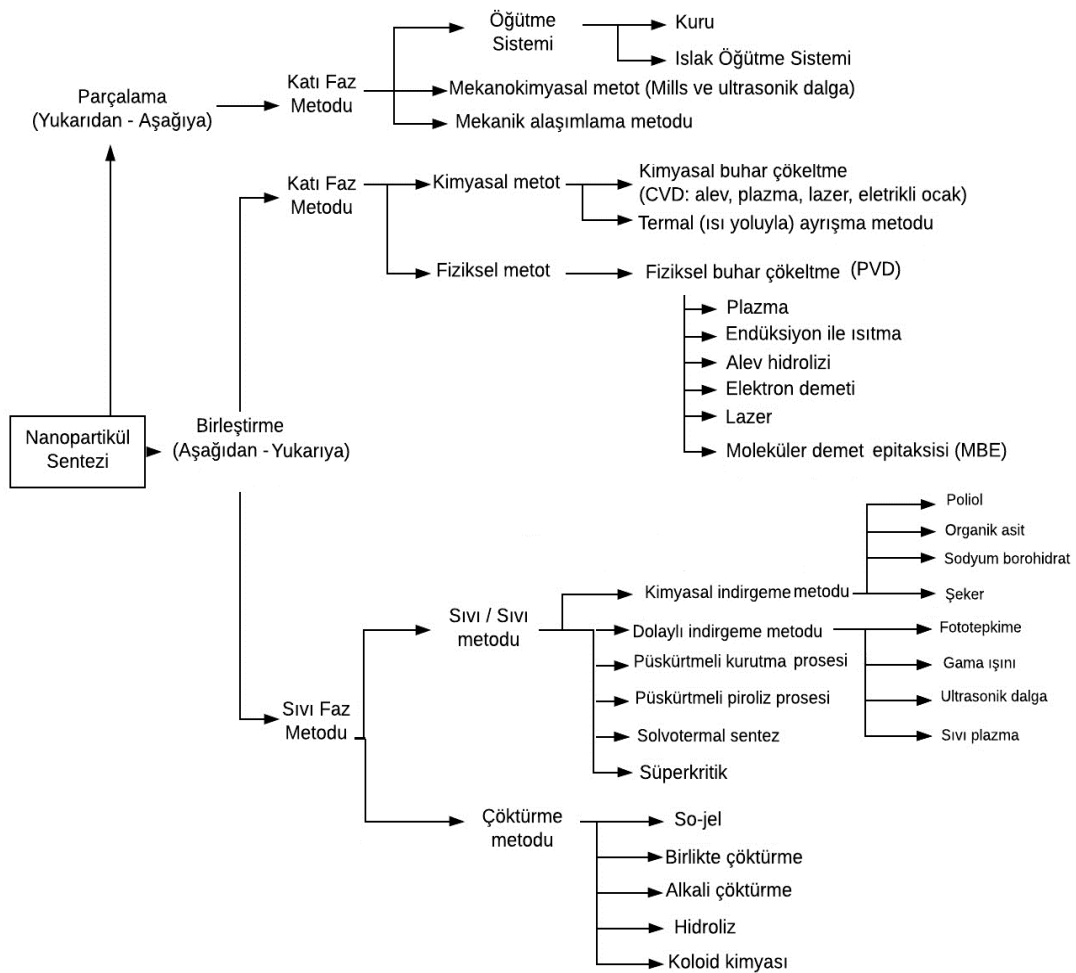 Öğütme
Sistemi
Kuru
Islak Öğütme Sistemi
Katı Faz
Metodu
Mekanokimyasal metot (Mills ve ultrasonik dalga)
Mekanik alaşımlama metodu
Parçalama
(Yukarıdan - Aşağıya)
Katı Faz
Metodu
Kimyasal metot
Kimyasal buhar çökeltme
(CVD: alev, plazma, lazer, eletrikli ocak)
Termal (ısı yoluyla) ayrışma metodu
Fiziksel metot
Fiziksel buhar çökeltme (PVD)
Plazma
Endüksiyon ile ısıtma
Alev hidrolizi
Elektron demeti
Lazer
Moleküler demet epitaksisi (MBE)
Nanopartikül
Sentezi
Birleştirme
(Aşağıdan - Yukarıya)
Sıvı Faz
Metodu
Sıvı / Sıvı
metodu
Kimyasal indirgeme metodu
Poliol
Organik asit
Sodyum borohidrat
Şeker
Dolaylı indirgeme metodu
Fototepkime
Gama ışını
Ultrasonik dalga
Sıvı plazma
Püskürtmeli kurutma prosesi
Püskürtmeli piroliz prosesi
Solvotermal sentez
Süperkritik
Çöktürme
metodu
So-jel
Birlikte çöktürme
Alkali çöktürme
Hidroliz
Koloid kimyası